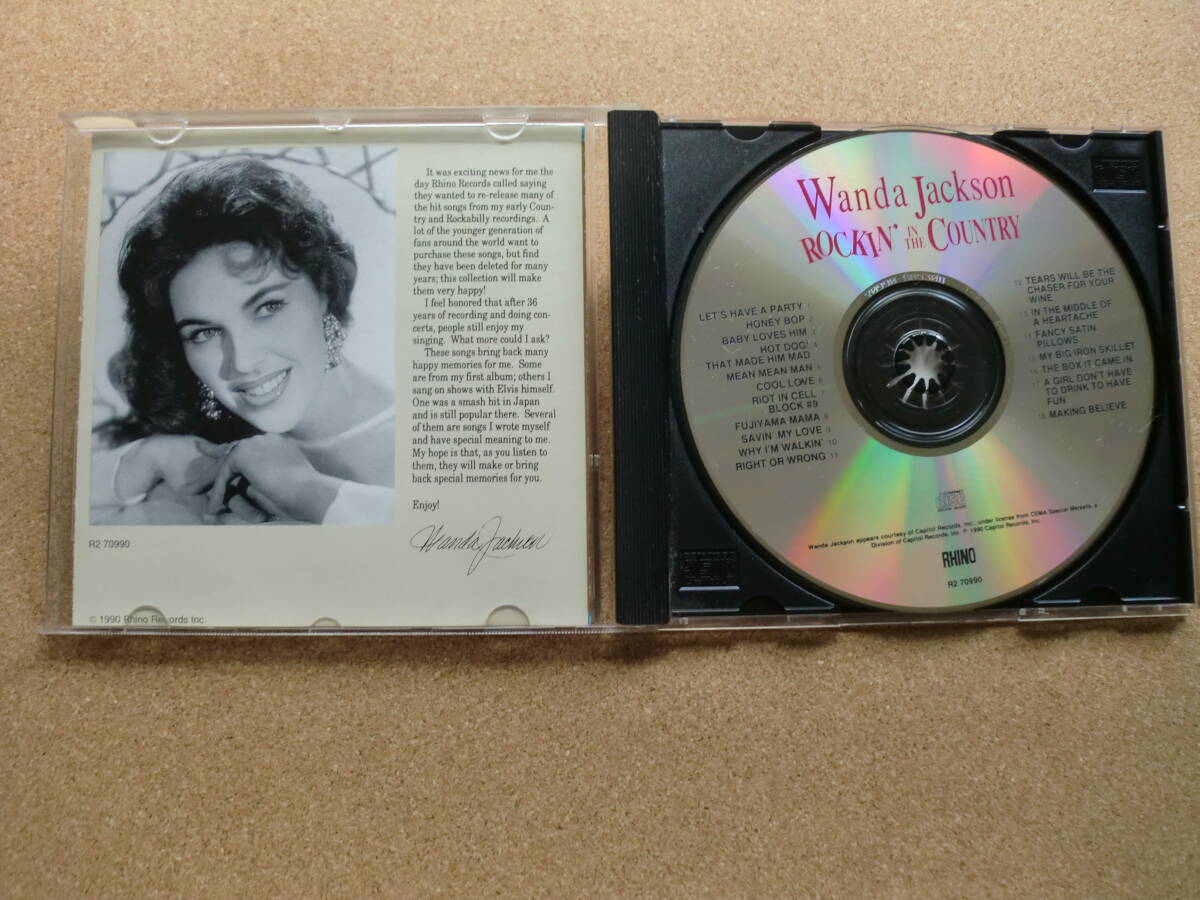 It was exciting news for me the
day Rhino Records called saying
they wanted to re-release many of
the hit songs from my early Coun-
try and Rockabilly recordings. A
lot of the younger generation of
fans around the world want to
purchase these songs, but find
they have been deleted for many
years; this collection will make
them very happy!
I feel honored that after 36
years of recording and doing con-
certs, people still enjoy my
singing. What more could I ask?
These songs bring back many
happy memories for me. Some
are from my first album; others I
sang on shows with Elvis himself.
One was a smash hit in Japan
and is still popular there. Several
of them are songs I wrote myself
and have special meaning to me.
My hope is that, as you listen to
them, they will make or bring
back special memories for you.
Enjoy!
Wanda Jackson
R2 70990
© 1990 Rhino Records Inc.
Wanda Jackson
ROCKIN' IN THE COUNTRY
LET'S HAVE A PARTY 1
HONEY BOP 2
BABY LOVES HIM 3
HOT DOG! 4
THAT MADE HIM MAD
MEAN MEAN MAN 5
COOL LOVE 6
RIOT IN CELL 7
BLOCK #9
FUJIYAMA MAMA 8
SAVIN' MY LOVE 9
WHY I'M WALKIN' 10
RIGHT OR WRONG 11
12 TEARS WILL BE THE
CHASER FOR YOUR
WINE
13 IN THE MIDDLE OF
A HEARTACHE
14 FANCY SATIN
PILLOWS
15 MY BIG IRON SKILLET
16 THE BOX IT CAME IN
17 A GIRL DON'T HAVE
TO DRINK TO HAVE
FUN
18 MAKING BELIEVE
Wanda Jackson appears courtesy of Capitol Records, Inc., under license from CEMA Special Markets, a
Division of Capitol Records, Inc. ℗ 1990 Capitol Records, Inc.
RHINO
R2 70990